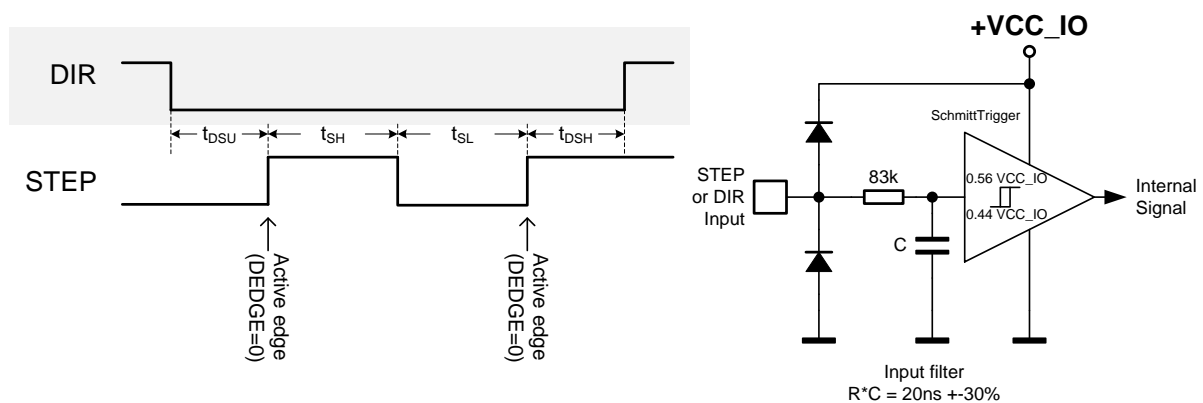 DIR
tDSU
tSH
tSL
tDSH
STEP
Active edge
(DEDGE=0)
Active edge
(DEDGE=0)
+VCC_IO
SchmittTrigger
83k
STEP
or DIR
Input
0.56 VCC_IO
0.44 VCC_IO
Internal
Signal
C
Input filter
R*C = 20ns +-30%